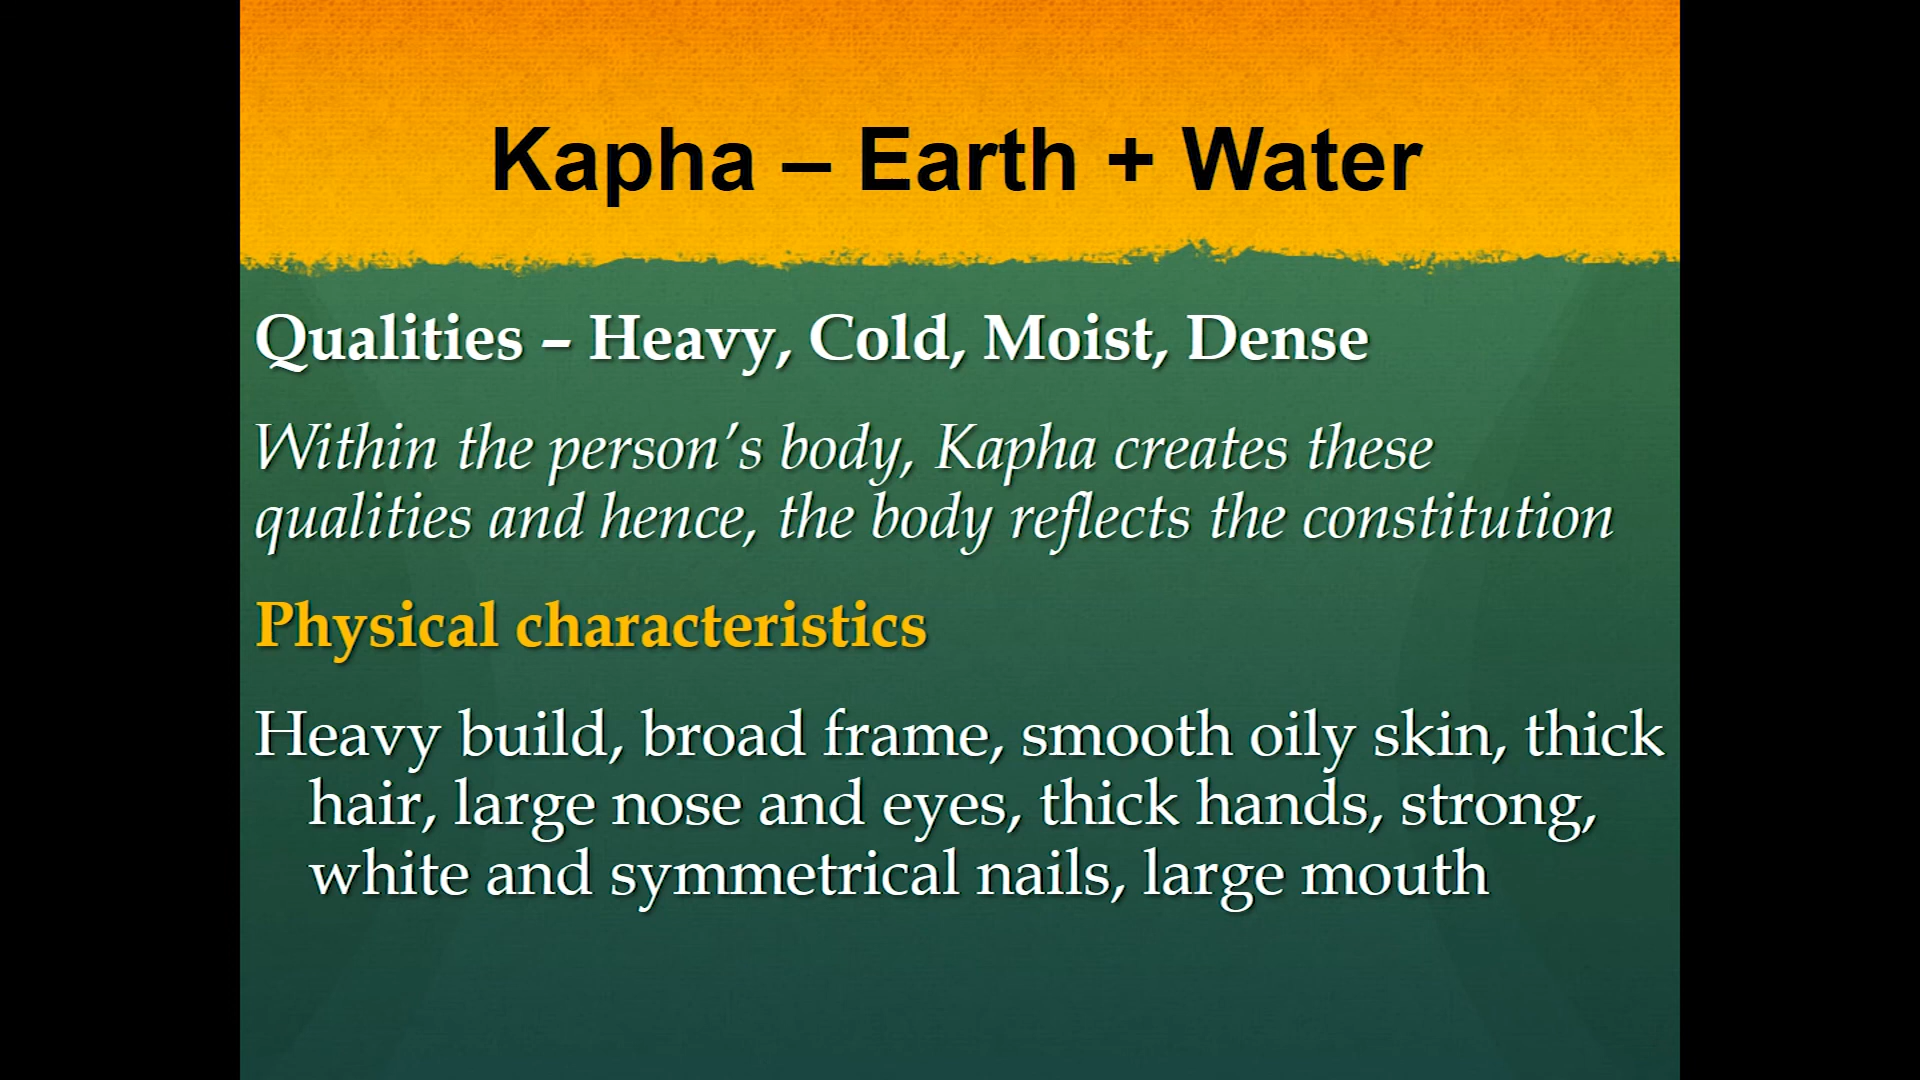 Kapha – Earth + Water
Qualities – Heavy, Cold, Moist, Dense
Within the person’s body, Kapha creates these
qualities and hence, the body reflects the constitution
Physical characteristics
Heavy build, broad frame, smooth oily skin, thick
hair, large nose and eyes, thick hands, strong,
white and symmetrical nails, large mouth